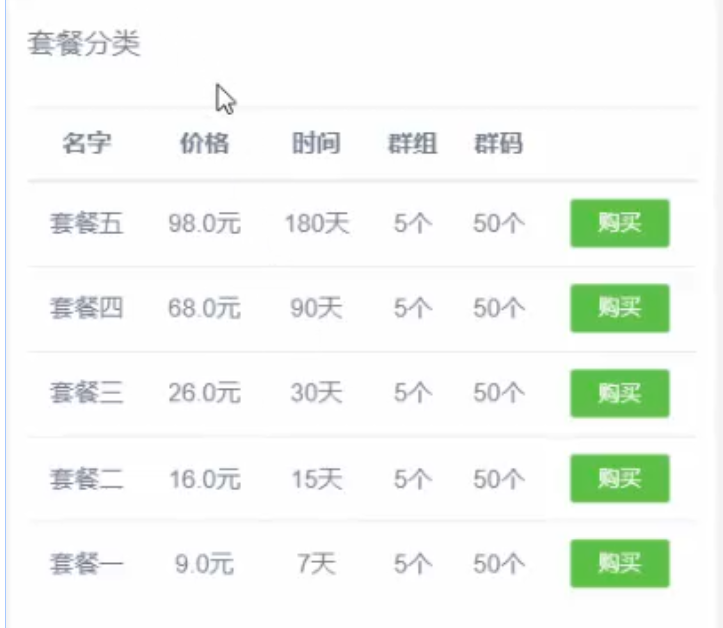 套餐分类
名字 价格 时间 群组 群码
套餐五 98.0元 180天 5个 50个 购买
套餐四 68.0元 90天 5个 50个 购买
套餐三 26.0元 30天 5个 50个 购买
套餐二 16.0元 15天 5个 50个 购买
套餐一 9.0元 7天 5个 50个 购买